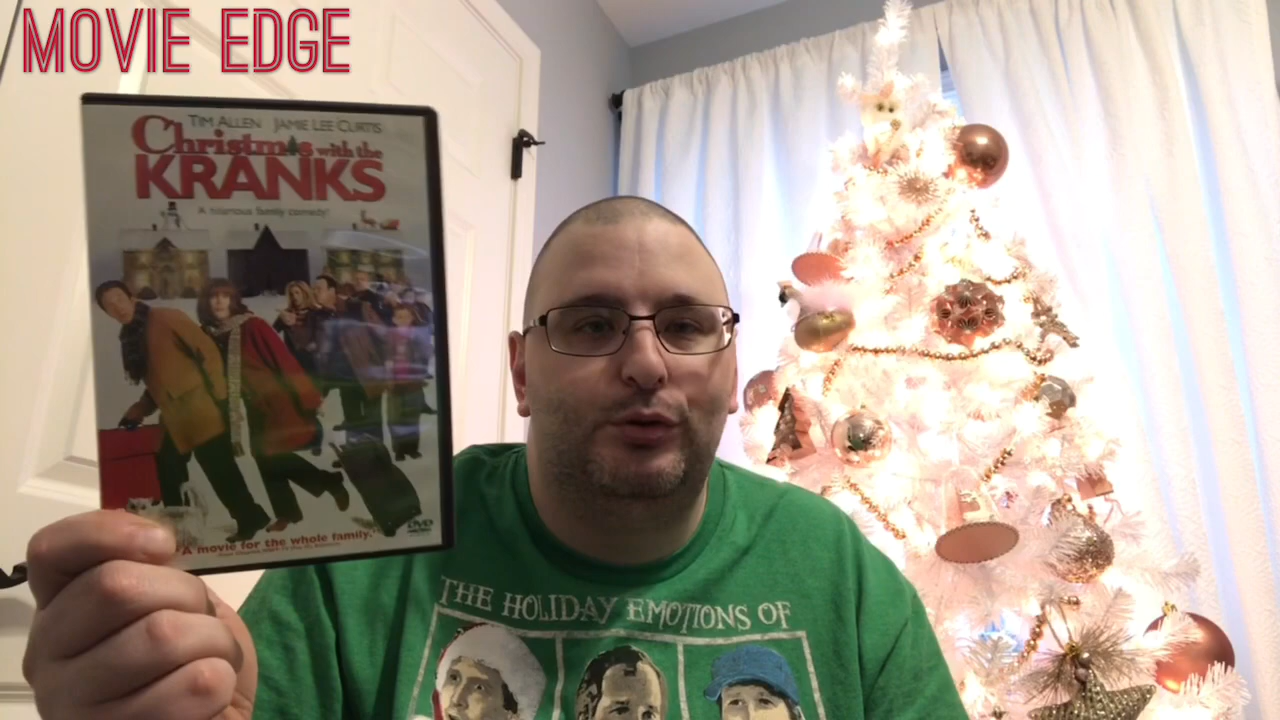 MOVIE EDGE
TIM ALLEN JAMIE LEE CURTIS
Christmas with the
KRANKS
A hilarious family comedy!
DVD
"A movie for the whole family."
THE HOLIDAY EMOTIONS OF